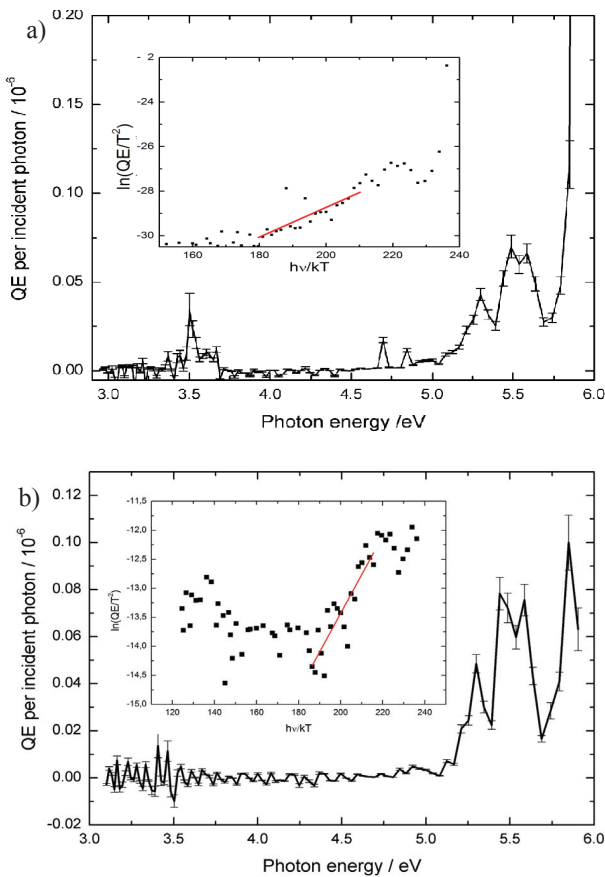 a)
QE per incident photon / 10⁻⁶
0.20
0.15
0.10
0.05
0.00
3.0 3.5 4.0 4.5 5.0 5.5 6.0
Photon energy /eV
ln(QE/T²)
-2
-24
-26
-28
-30
160 180 200 220 240
hν/kT
b)
QE per incident photon / 10⁻⁶
0.12
0.10
0.08
0.06
0.04
0.02
0.00
-0.02
3.0 3.5 4.0 4.5 5.0 5.5 6.0
Photon energy / eV
ln(QE/T²)
-11,5
-12,0
-12,5
-13,0
-13,5
-14,0
-14,5
-15,0
120 140 160 180 200 220 240
hν/kT